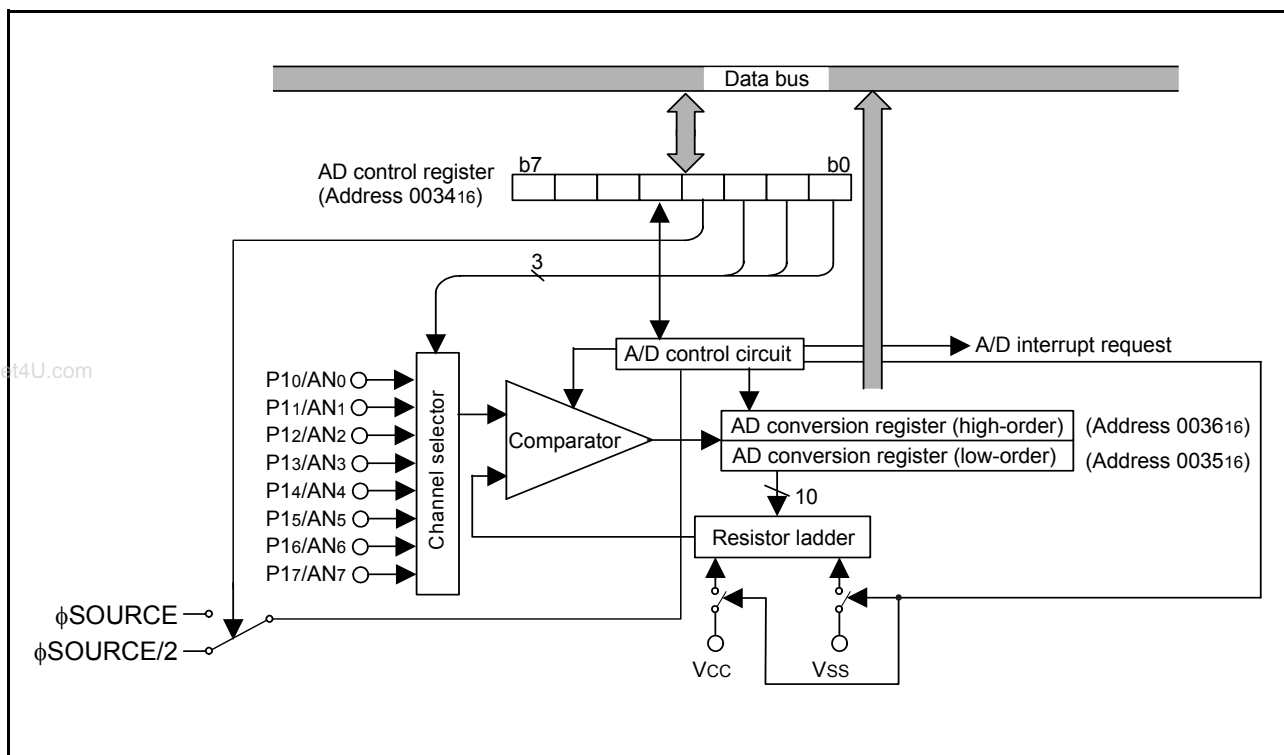 Data bus
b7
b0
AD control register
(Address 003416)
3
A/D control circuit
A/D interrupt request
et4U.com
P10/AN0
P11/AN1
P12/AN2
P13/AN3
P14/AN4
P15/AN5
P16/AN6
P17/AN7
Channel selector
Comparator
AD conversion register (high-order)
(Address 003616)
AD conversion register (low-order)
(Address 003516)
10
Resistor ladder
ϕSOURCE
ϕSOURCE/2
VCC
VSS